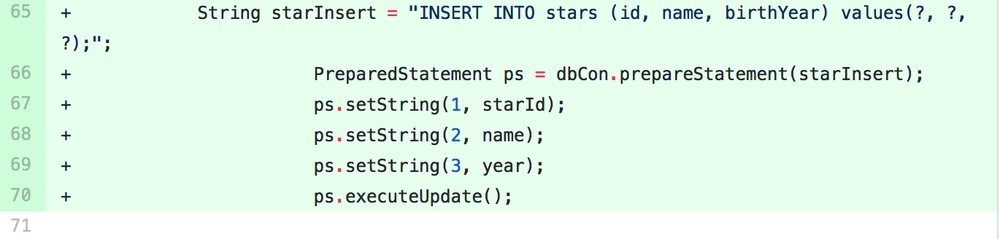 65 + String starInsert = "INSERT INTO stars (id, name, birthYear) values(?, ?,
?);";
66 + PreparedStatement ps = dbCon.prepareStatement(starInsert);
67 + ps.setString(1, starId);
68 + ps.setString(2, name);
69 + ps.setString(3, year);
70 + ps.executeUpdate();
71